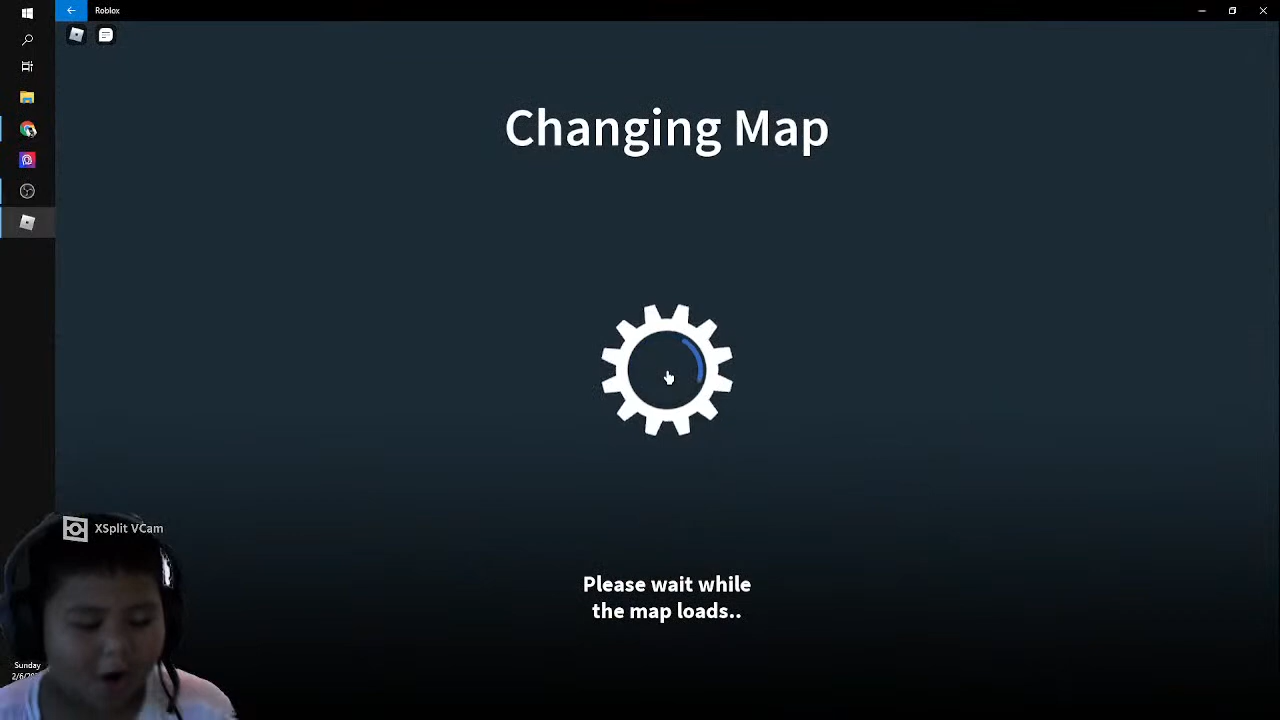 Roblox
Changing Map
XSplit VCam
Please wait while
the map loads..
Sunday